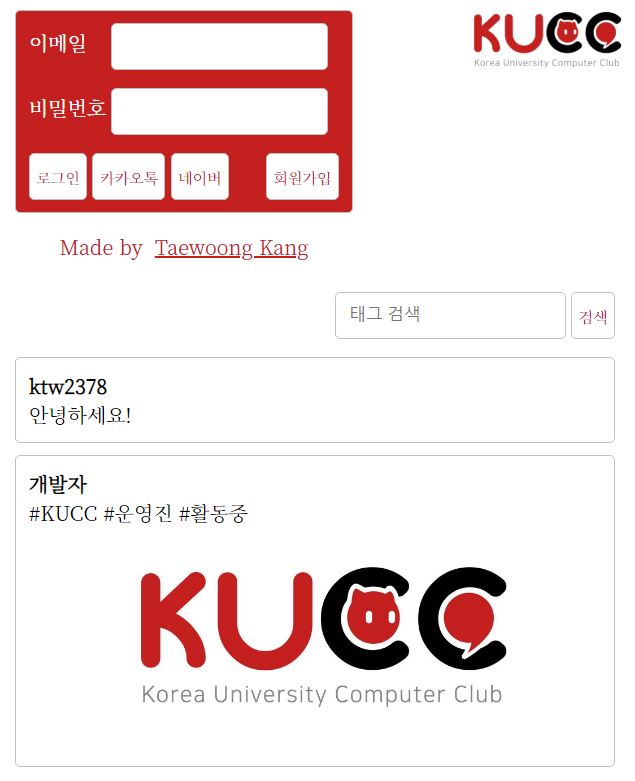 이메일
KUCC
Korea University Computer Club
비밀번호
로그인 카카오톡 네이버 회원가입
Made by Taewoong Kang
태그 검색 검색
ktw2378
안녕하세요!
개발자
#KUCC #운영진 #활동중
KUCC
Korea University Computer Club